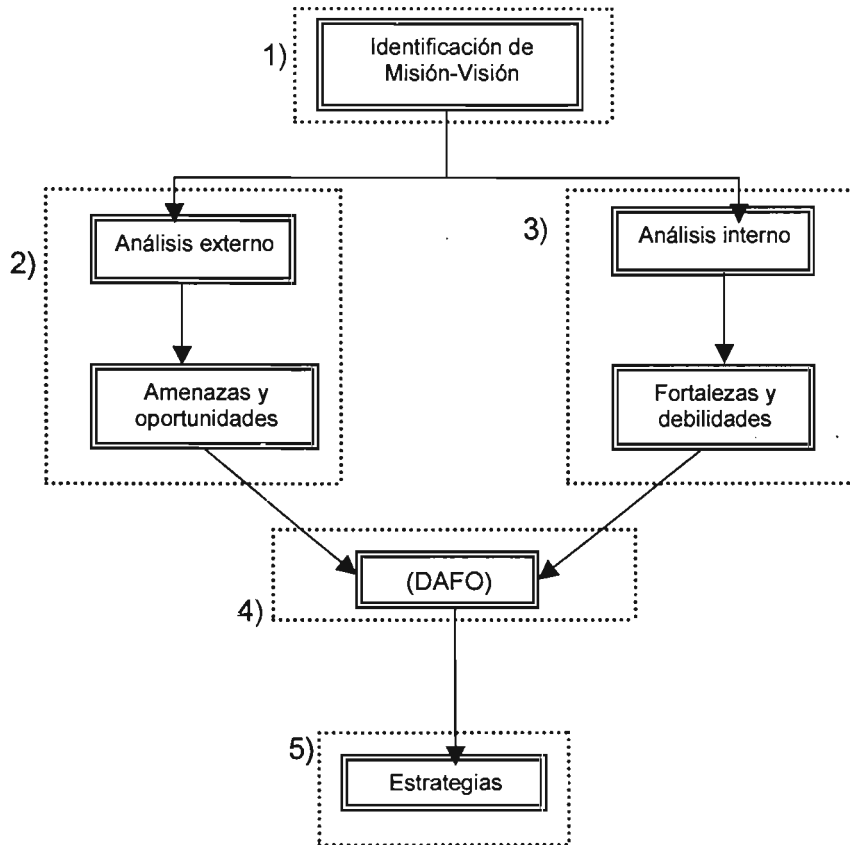 1)
Identificación de
Misión-Visión
2)
Análisis externo
Amenazas y
oportunidades
3)
Análisis interno
Fortalezas y
debilidades
4)
(DAFO)
5)
Estrategias